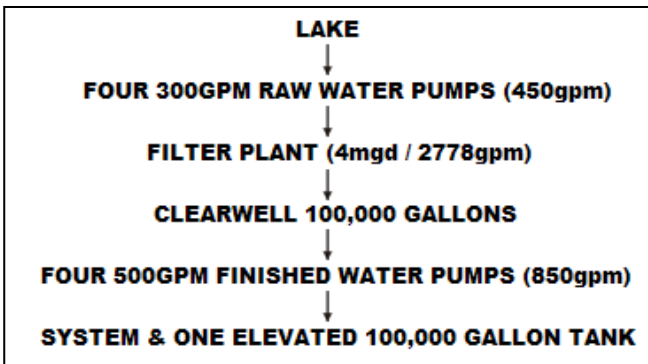 LAKE
FOUR 300GPM RAW WATER PUMPS (450gpm)
FILTER PLANT (4mgd / 2778gpm)
CLEARWELL 100,000 GALLONS
FOUR 500GPM FINISHED WATER PUMPS (850gpm)
SYSTEM & ONE ELEVATED 100,000 GALLON TANK